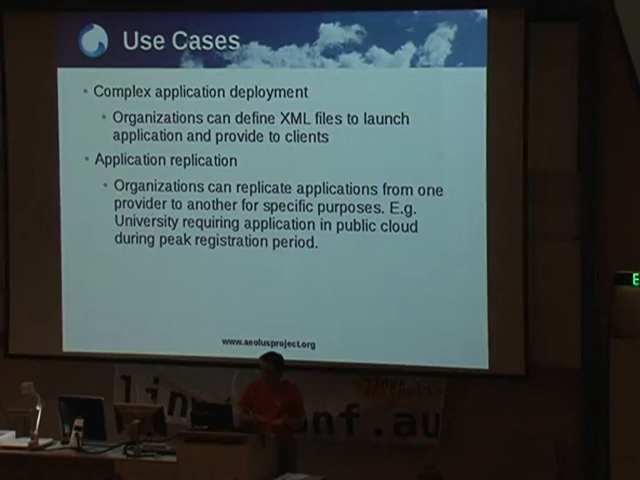 Use Cases
Complex application deployment
Organizations can define XML files to launch
application and provide to clients
Application replication
Organizations can replicate applications from one
provider to another for specific purposes. E.g.
University requiring application in public cloud
during peak registration period.
www.aeolusproject.org
E
nf.au